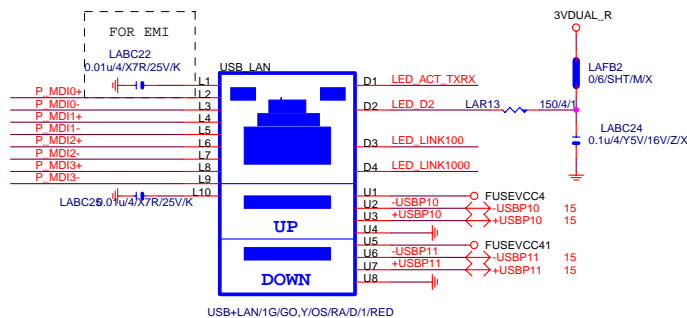 FOR EMI
LABC22
0.01u/4/X7R/25V/K
USB_LAN
3VDUAL_R
LAFB2
0/6/SHT/M/X
L1
D1 LED_ACT_TXRX
P_MDI0+ L2
P_MDI0- L3
D2 LED_D2 LAR13 150/4/1
P_MDI1+ L4
P_MDI1- L5
LABC24
0.1u/4/Y5V/16V/Z/X
P_MDI2+ L6
D3 LED_LINK100
P_MDI2- L7
P_MDI3+ L8
D4 LED_LINK1000
P_MDI3- L9
LABC25 0.01u/4/X7R/25V/K L10
U1 FUSEVCC4
U2 -USBP10 -USBP10 15
U3 +USBP10 +USBP10 15
UP
U4
U5 FUSEVCC41
U6 -USBP11 -USBP11 15
U7 +USBP11 +USBP11 15
DOWN
U8
USB+LAN/1G/GO,Y/OS/RA/D/1/RED